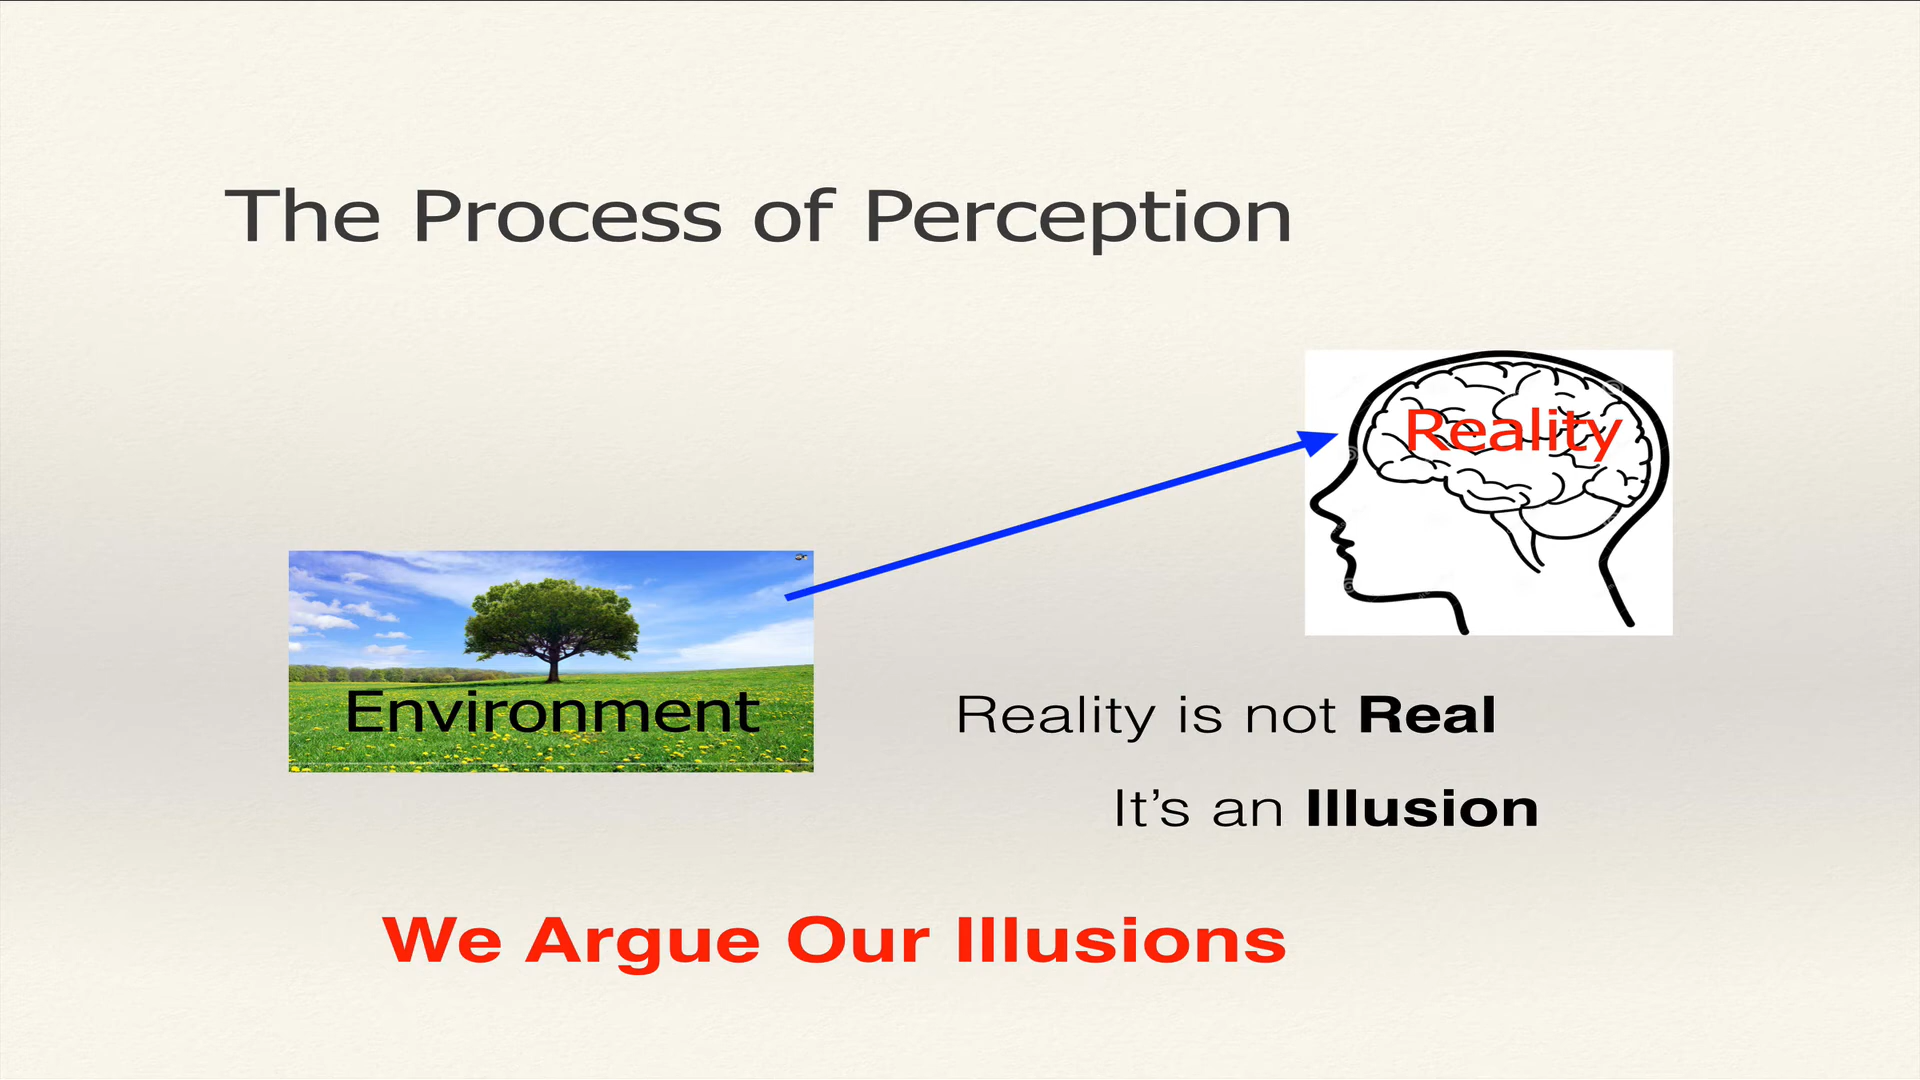 The Process of Perception
Reality
Environment
Reality is not Real
It’s an Illusion
We Argue Our Illusions